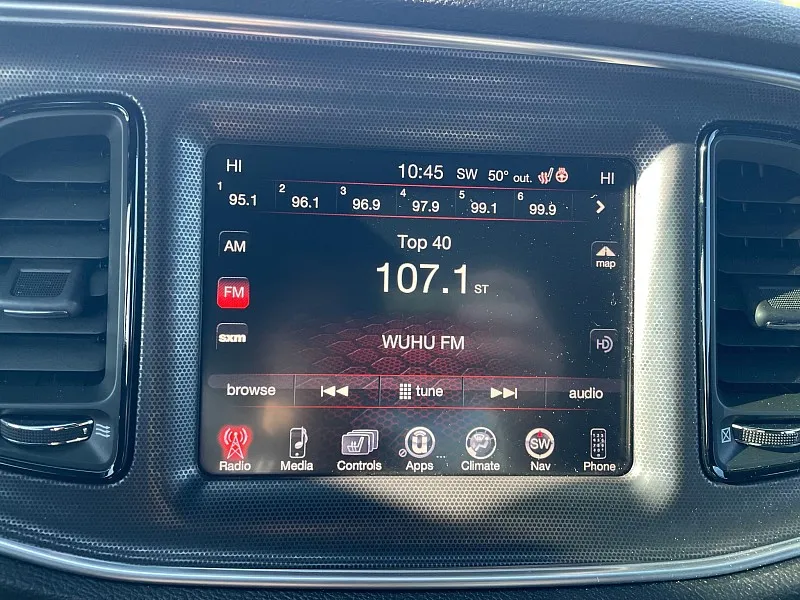 HI 10:45 SW 50° out. HI
1 95.1 2 96.1 3 96.9 4 97.9 5 99.1 6 99.9
AM Top 40 map
FM 107.1 ST
sxm WUHU FM HD
browse tune audio
SW
Radio Media Controls Apps Climate Nav Phone